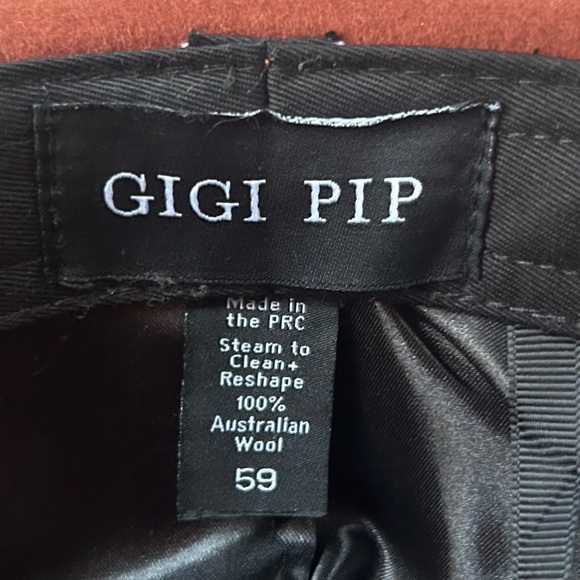 GIGI PIP
Made in
the PRC
Steam to
Clean+
Reshape
100%
Australian
Wool
59